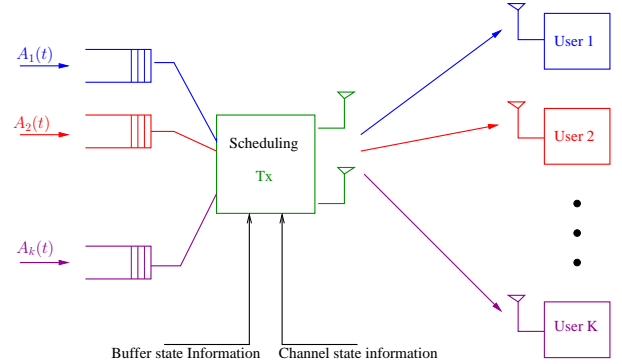 A₁(t)
User 1
A₂(t)
Scheduling
User 2
Tx
Aₖ(t)
User K
Buffer state Information
Channel state information